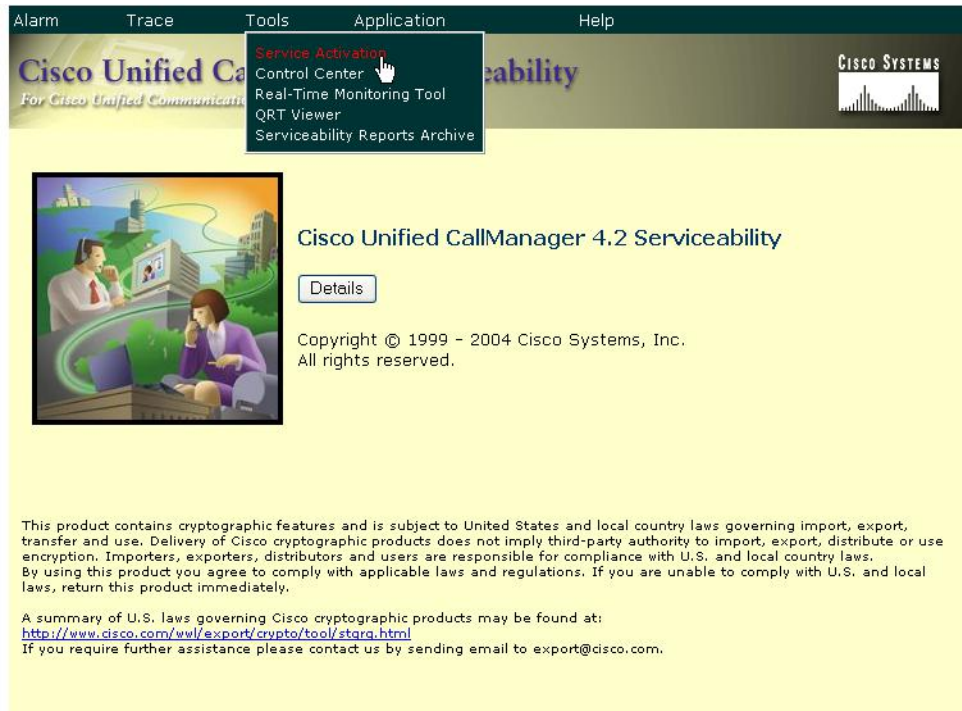 Alarm Trace Tools Application Help
Service Activation
Control Center
Real-Time Monitoring Tool
QRT Viewer
Serviceability Reports Archive
Cisco Unified Ca eability
For Cisco Unified Communicati
CISCO SYSTEMS
Cisco Unified CallManager 4.2 Serviceability
Details
Copyright © 1999 - 2004 Cisco Systems, Inc.
All rights reserved.
This product contains cryptographic features and is subject to United States and local country laws governing import, export,
transfer and use. Delivery of Cisco cryptographic products does not imply third-party authority to import, export, distribute or use
encryption. Importers, exporters, distributors and users are responsible for compliance with U.S. and local country laws.
By using this product you agree to comply with applicable laws and regulations. If you are unable to comply with U.S. and local
laws, return this product immediately.
A summary of U.S. laws governing Cisco cryptographic products may be found at:
http://www.cisco.com/wwl/export/crypto/tool/stqrg.html
If you require further assistance please contact us by sending email to export@cisco.com.